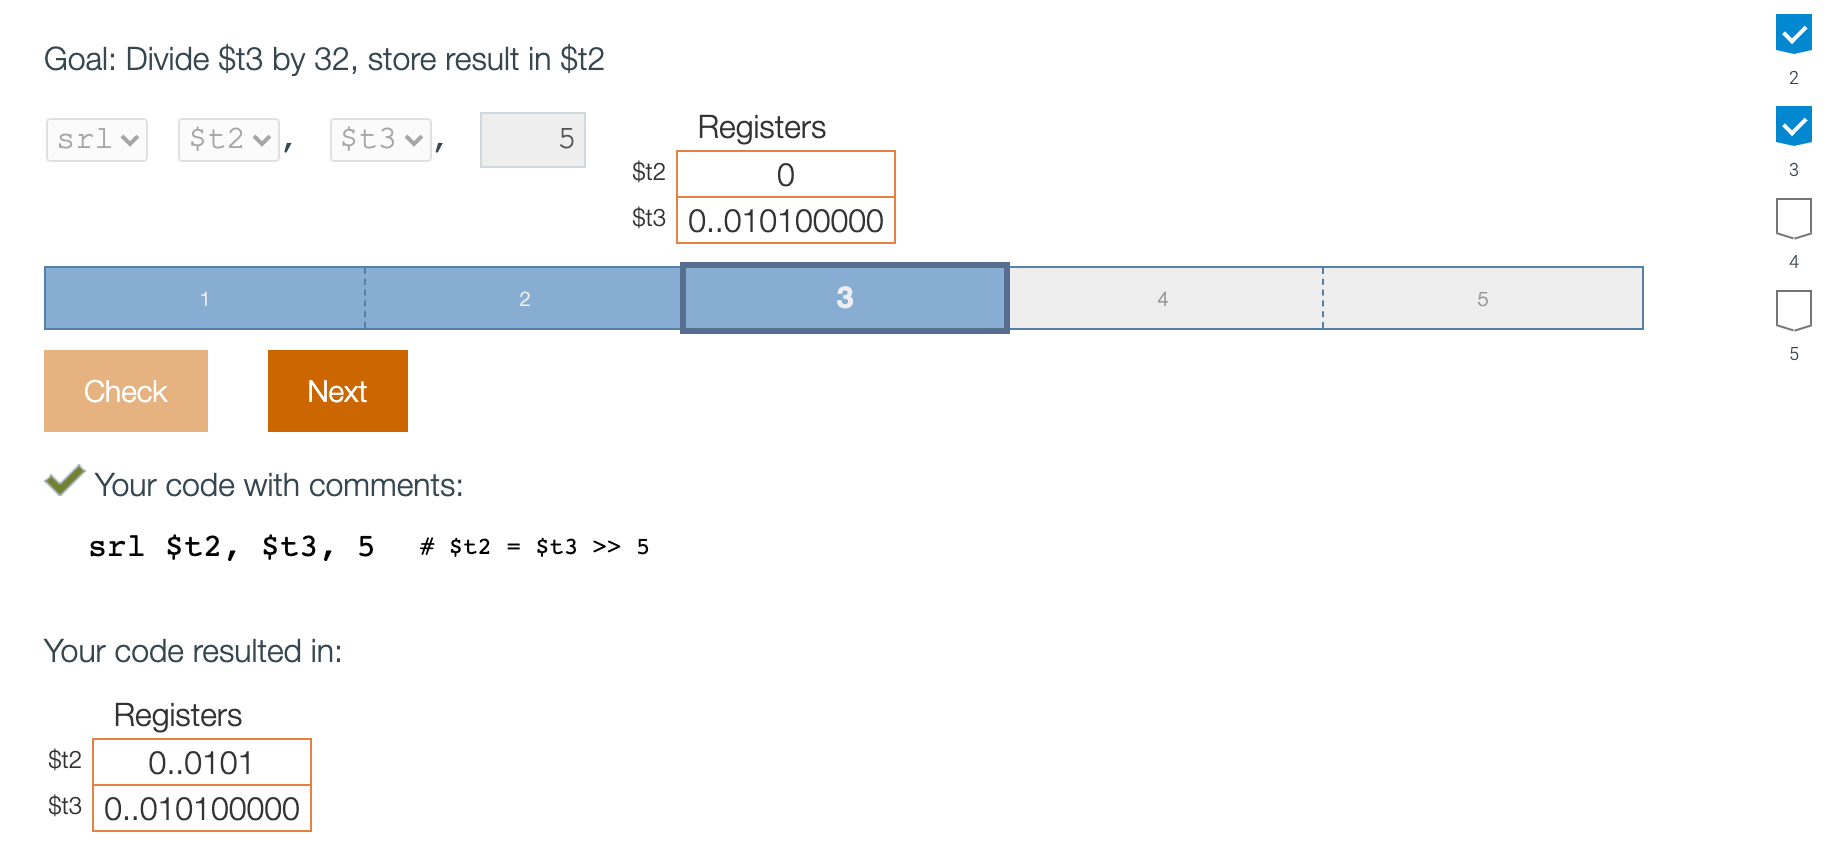 Goal: Divide $t3 by 32, store result in $t2
srl $t2, $t3, 5
Registers
$t2 0
$t3 0..010100000
1 2 3 4 5
Check Next
Your code with comments:
srl $t2, $t3, 5 # $t2 = $t3 >> 5
Your code resulted in:
Registers
$t2 0..0101
$t3 0..010100000
2
3
4
5